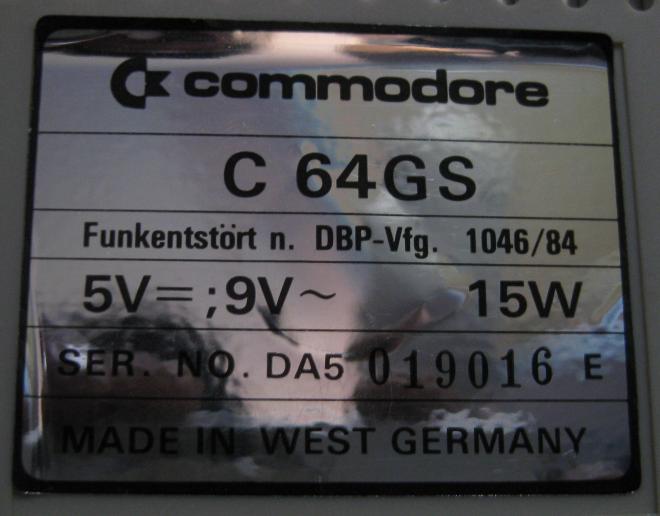 commodore
C 64GS
Funkentstört n. DBP-Vfg. 1046/84
5V=;9V~ 15W
SER. NO. DA5 019016 E
MADE IN WEST GERMANY